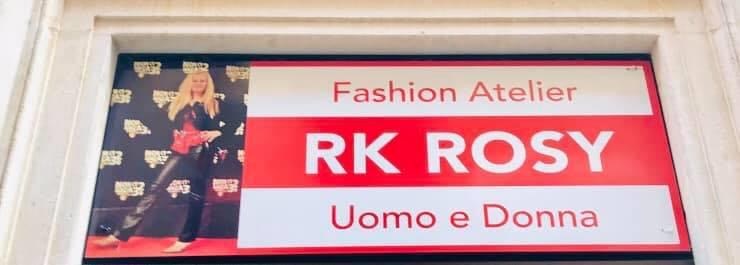 Fashion Atelier
RK ROSY
Uomo e Donna